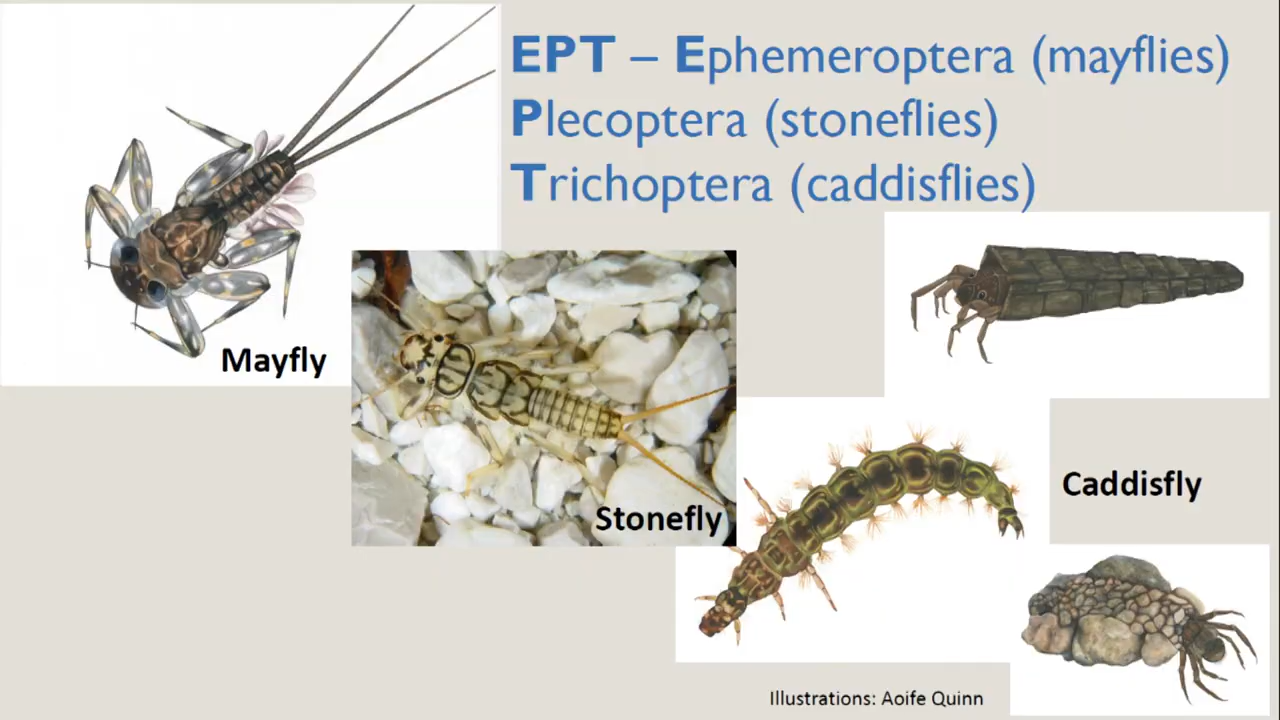 EPT – Ephemeroptera (mayflies)
Plecoptera (stoneflies)
Trichoptera (caddisflies)
Mayfly
Stonefly
Caddisfly
Illustrations: Aoife Quinn